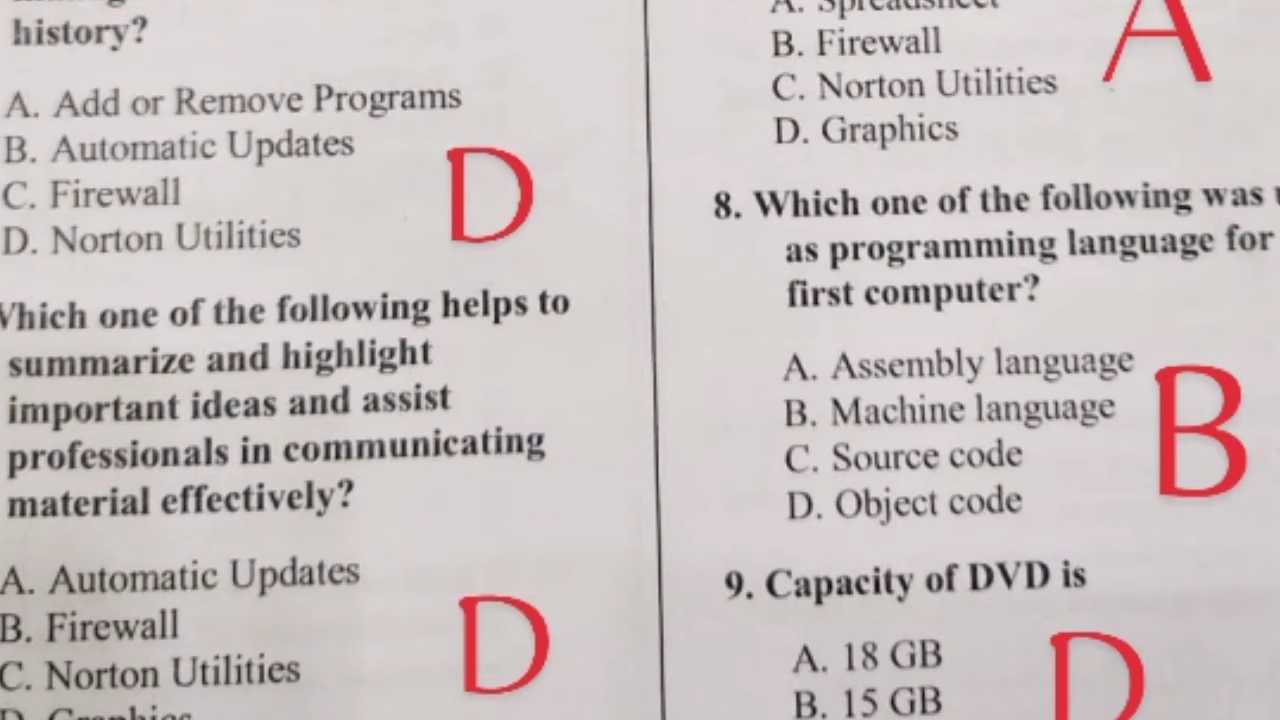 history?
A. Add or Remove Programs
B. Automatic Updates
C. Firewall
D. Norton Utilities
D
Which one of the following helps to
summarize and highlight
important ideas and assist
professionals in communicating
material effectively?
A. Automatic Updates
B. Firewall
C. Norton Utilities
D. Graphics
D
A. Spreadsheet
B. Firewall
C. Norton Utilities
D. Graphics
A
8. Which one of the following was
as programming language for
first computer?
A. Assembly language
B. Machine language
C. Source code
D. Object code
B
9. Capacity of DVD is
A. 18 GB
B. 15 GB
D